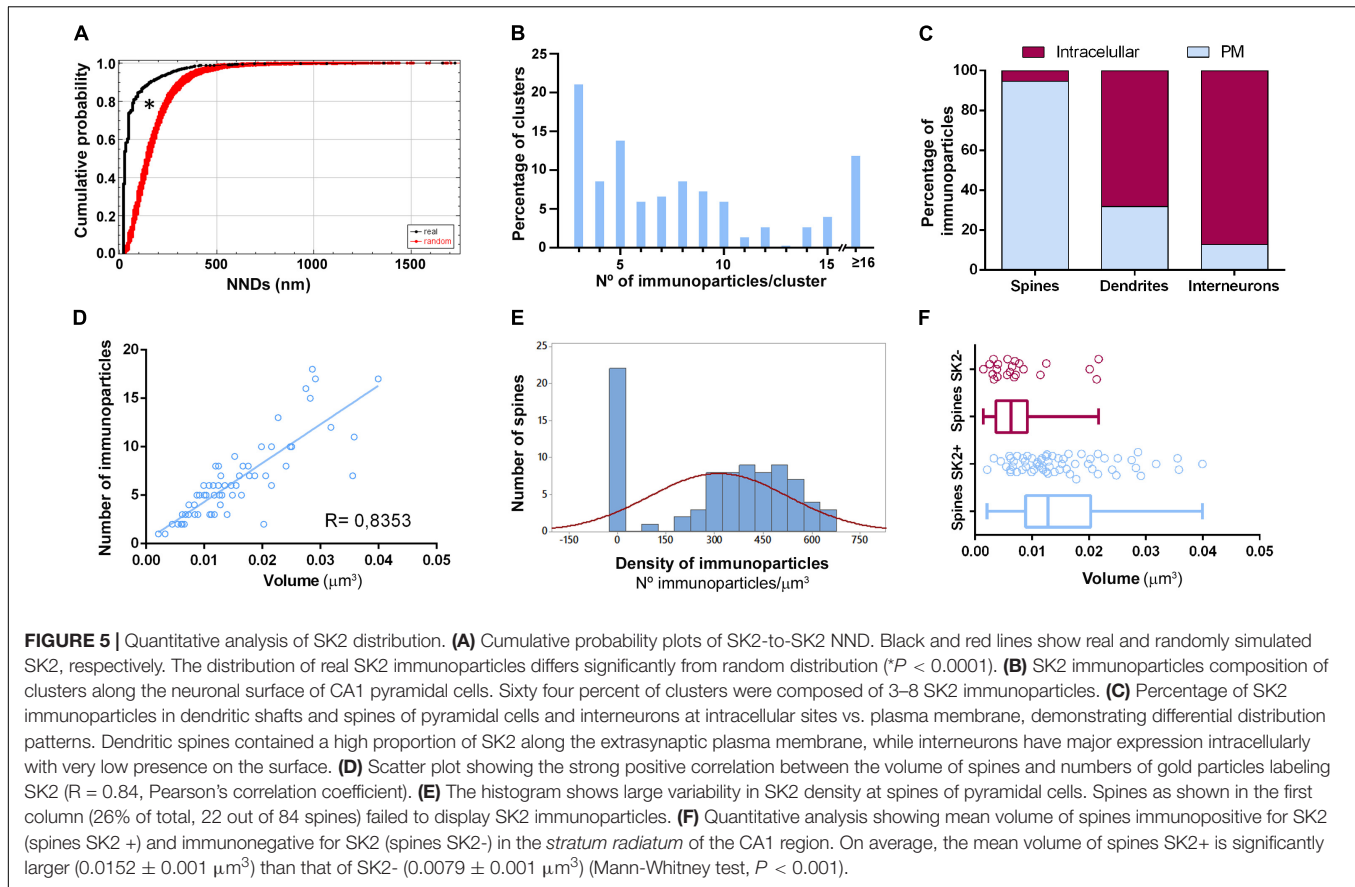 A
Cumulative probability
1.0
0.8
0.6
0.4
0.2
0.0
*
real
random
0
500
1000
1500
NNDs (nm)
B
Percentage of clusters
25
20
15
10
5
0
5
10
15
≥16
Nº of immunoparticles/cluster
C
Intracelullar
PM
Percentage of
immunoparticles
100
80
60
40
20
0
Spines
Dendrites
Interneurons
D
Number of immunoparticles
20
15
10
5
0
R= 0,8353
0.00
0.01
0.02
0.03
0.04
0.05
Volume (μm³)
E
Number of spines
25
20
15
10
5
0
-150
0
150
300
450
600
750
Density of immunoparticles
Nº immunoparticles/μm³
F
Spines SK2-
Spines SK2+
0.00
0.01
0.02
0.03
0.04
0.05
Volume (μm³)
FIGURE 5 | Quantitative analysis of SK2 distribution. (A) Cumulative probability plots of SK2-to-SK2 NND. Black and red lines show real and randomly simulated
SK2, respectively. The distribution of real SK2 immunoparticles differs significantly from random distribution (*P < 0.0001). (B) SK2 immunoparticles composition of
clusters along the neuronal surface of CA1 pyramidal cells. Sixty four percent of clusters were composed of 3–8 SK2 immunoparticles. (C) Percentage of SK2
immunoparticles in dendritic shafts and spines of pyramidal cells and interneurons at intracellular sites vs. plasma membrane, demonstrating differential distribution
patterns. Dendritic spines contained a high proportion of SK2 along the extrasynaptic plasma membrane, while interneurons have major expression intracellularly
with very low presence on the surface. (D) Scatter plot showing the strong positive correlation between the volume of spines and numbers of gold particles labeling
SK2 (R = 0.84, Pearson's correlation coefficient). (E) The histogram shows large variability in SK2 density at spines of pyramidal cells. Spines as shown in the first
column (26% of total, 22 out of 84 spines) failed to display SK2 immunoparticles. (F) Quantitative analysis showing mean volume of spines immunopositive for SK2
(spines SK2 +) and immunonegative for SK2 (spines SK2-) in the stratum radiatum of the CA1 region. On average, the mean volume of spines SK2+ is significantly
larger (0.0152 ± 0.001 μm³) than that of SK2- (0.0079 ± 0.001 μm³) (Mann-Whitney test, P < 0.001).